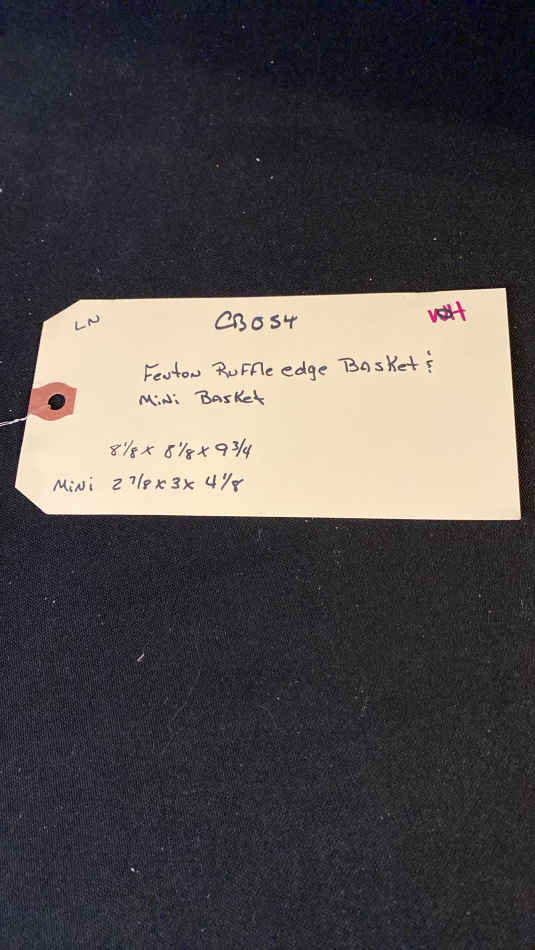 LN CB054 WH
Fenton Ruffle edge Basket &
Mini Basket
8 1/8 x 8 1/8 x 9 3/4
Mini 2 7/8 x 3 x 4 1/8